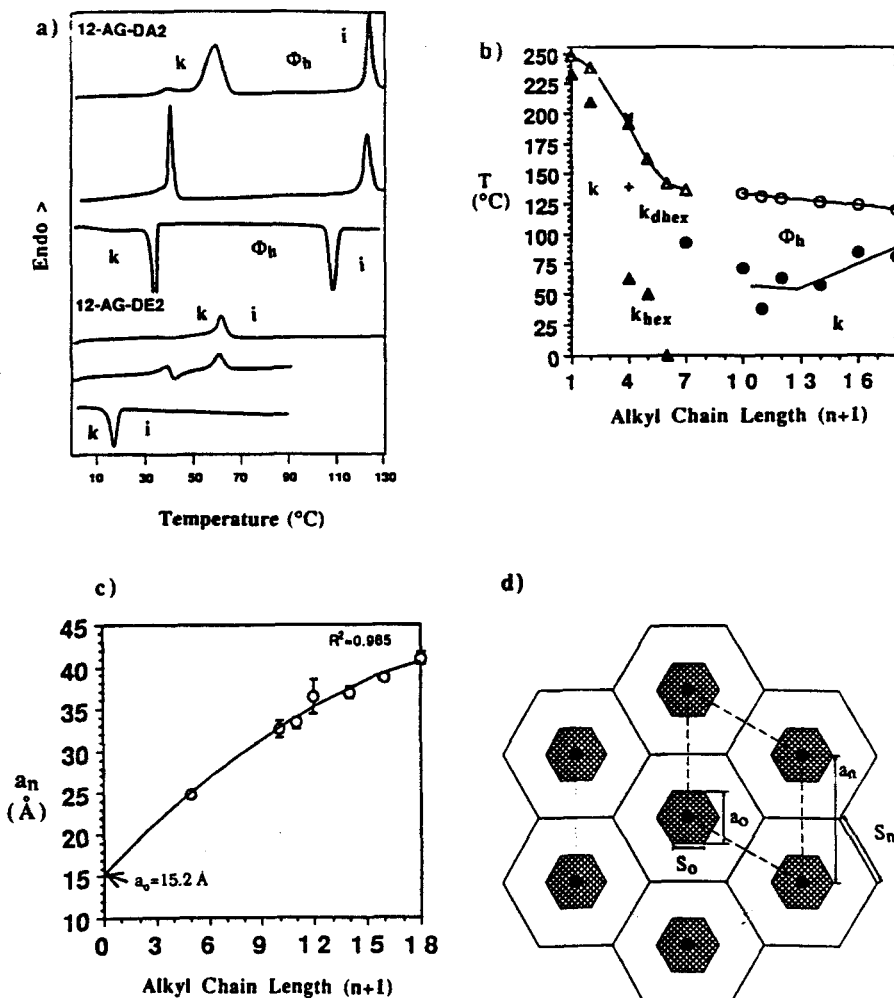 a)
12-AG-DA2
k
Φh
i
k
Φh
i
12-AG-DE2
k
i
k
i
Endo ^
10
30
50
70
90
110
130
Temperature (°C)
b)
250
225
200
175
150
125
100
75
50
25
0
T
(°C)
k
kdhex
khex
Φh
k
1
4
7
10
13
16
Alkyl Chain Length (n+1)
c)
45
40
35
30
25
20
15
10
an
(Å)
R²=0.985
ao=15.2 Å
0
3
6
9
12
15
18
Alkyl Chain Length (n+1)
d)
an
ao
So
Sn